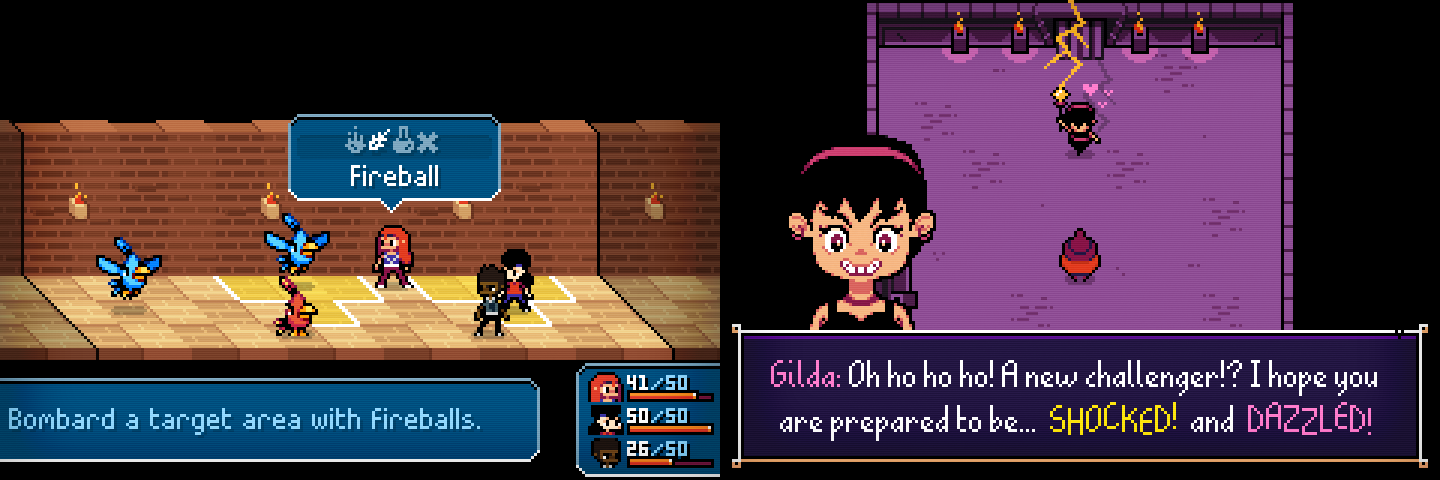 Fireball
Bombard a target area with fireballs.
41/50
50/50
26/50
Gilda: Oh ho ho ho! A new challenger!? I hope you
are prepared to be... SHOCKED! and DAZZLED!